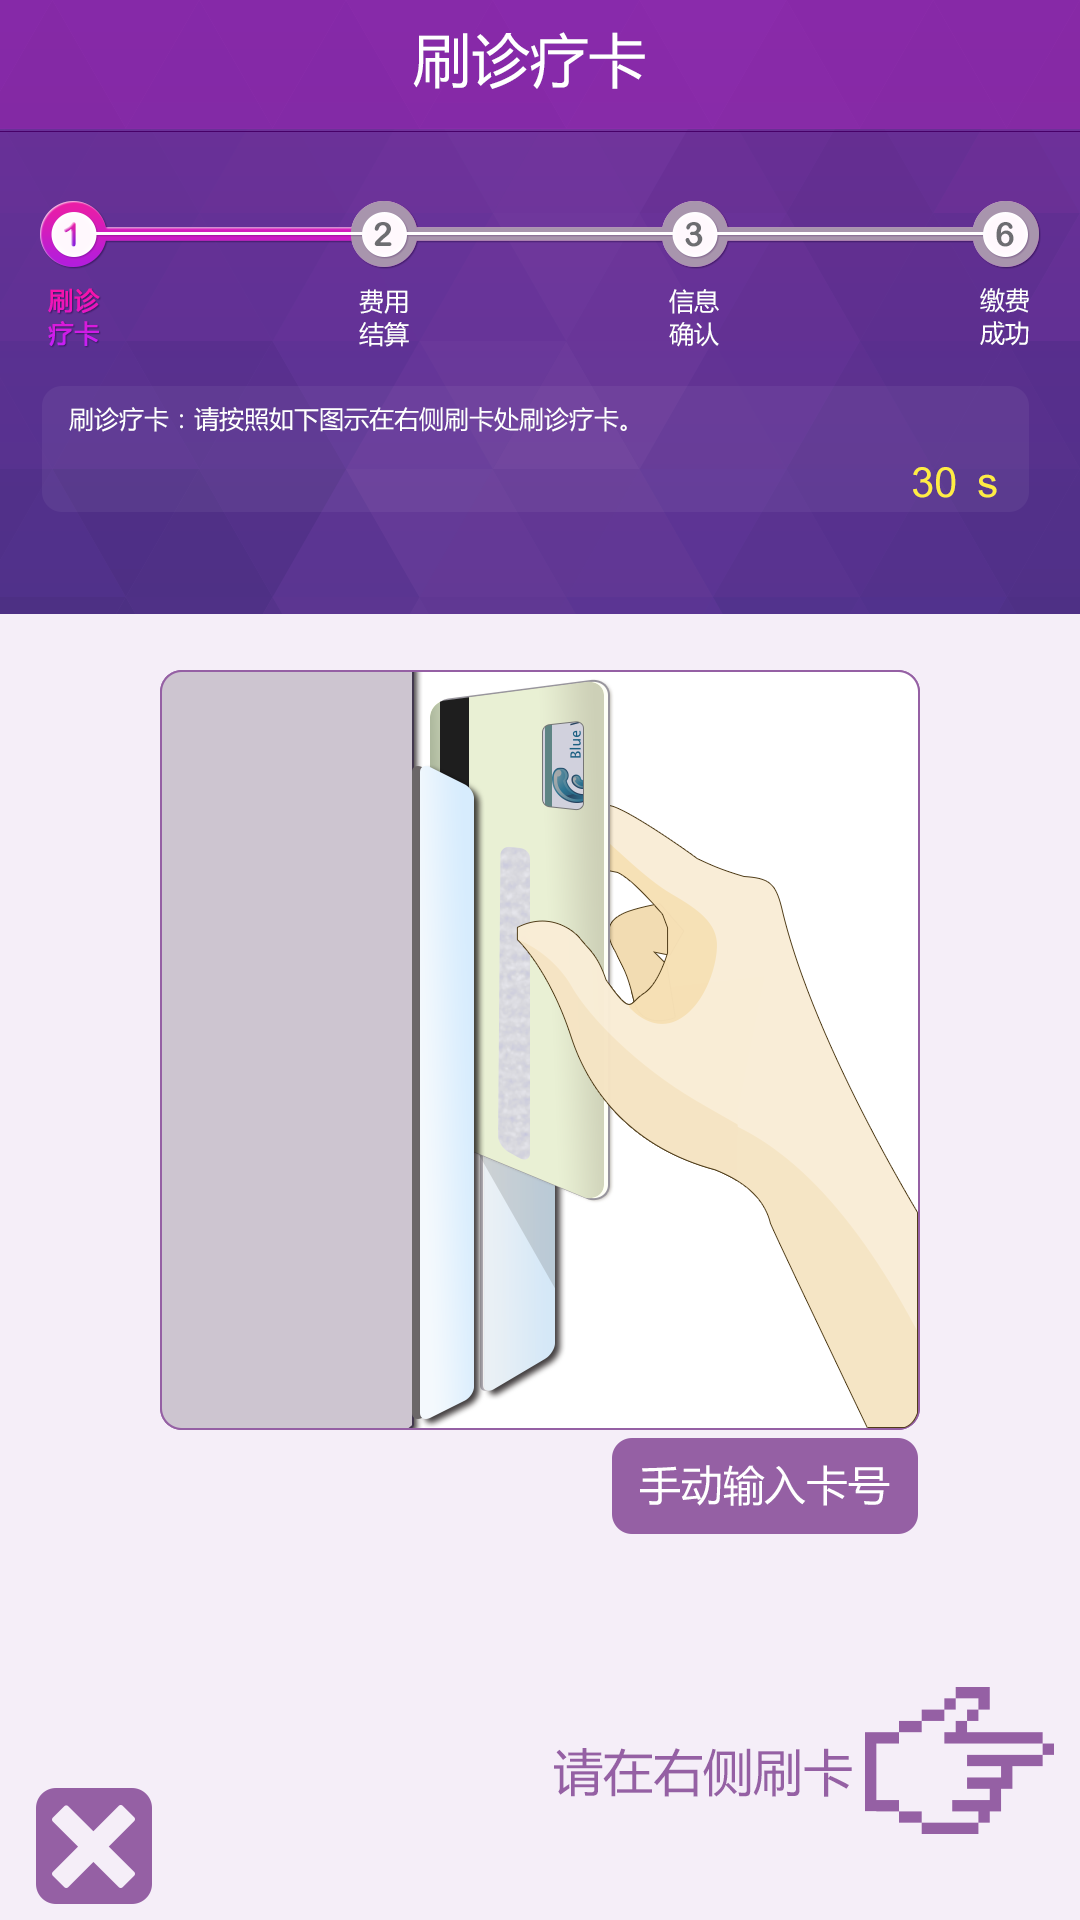 刷诊疗卡
1
2
3
6
刷诊
疗卡
费用
结算
信息
确认
缴费
成功
刷诊疗卡：请按照如下图示在右侧刷卡处刷诊疗卡。
30 s
Blue
手动输入卡号
请在右侧刷卡